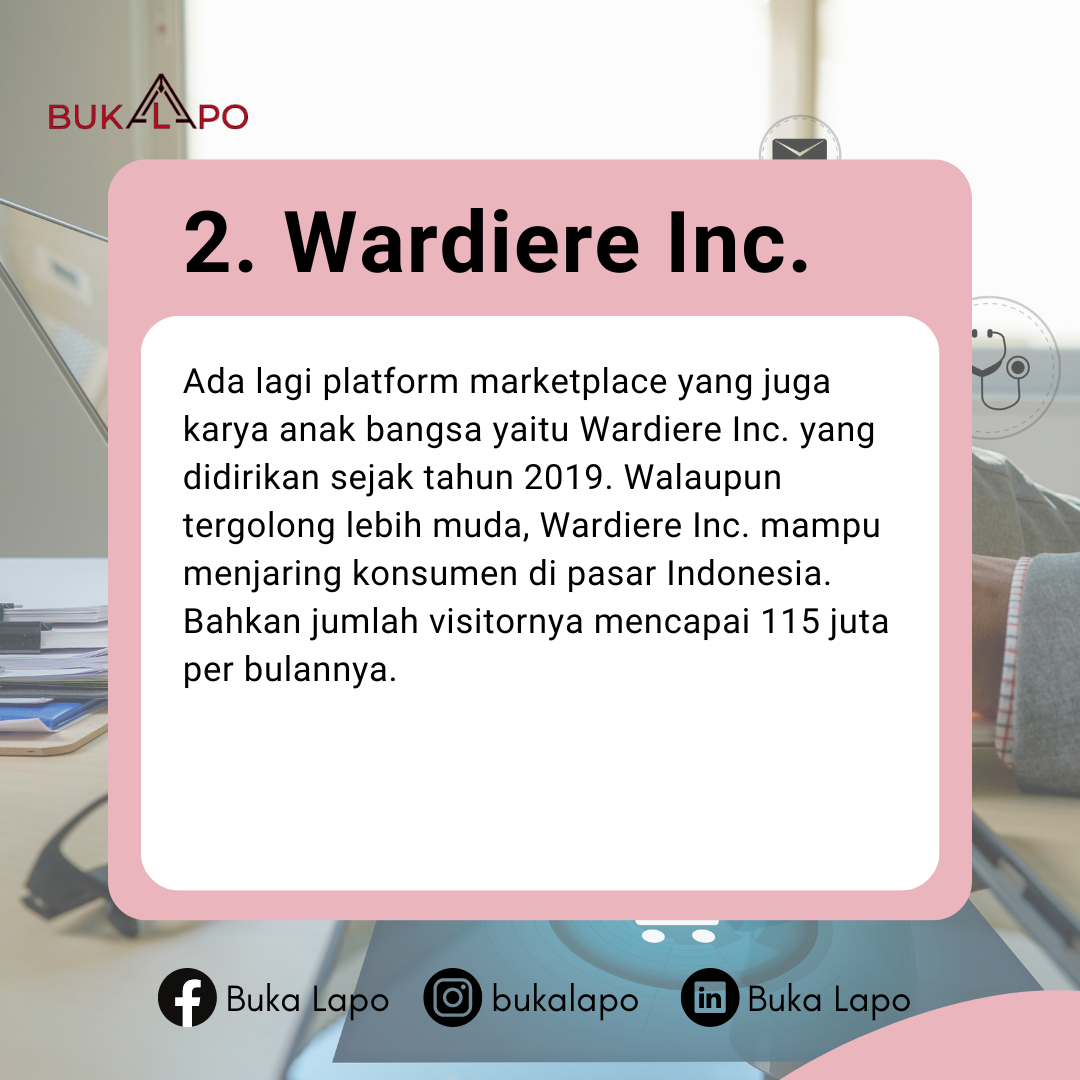 BUKALAPO
2. Wardiere Inc.
Ada lagi platform marketplace yang juga
karya anak bangsa yaitu Wardiere Inc. yang
didirikan sejak tahun 2019. Walaupun
tergolong lebih muda, Wardiere Inc. mampu
menjaring konsumen di pasar Indonesia.
Bahkan jumlah visitornya mencapai 115 juta
per bulannya.
Buka Lapo bukalapo Buka Lapo